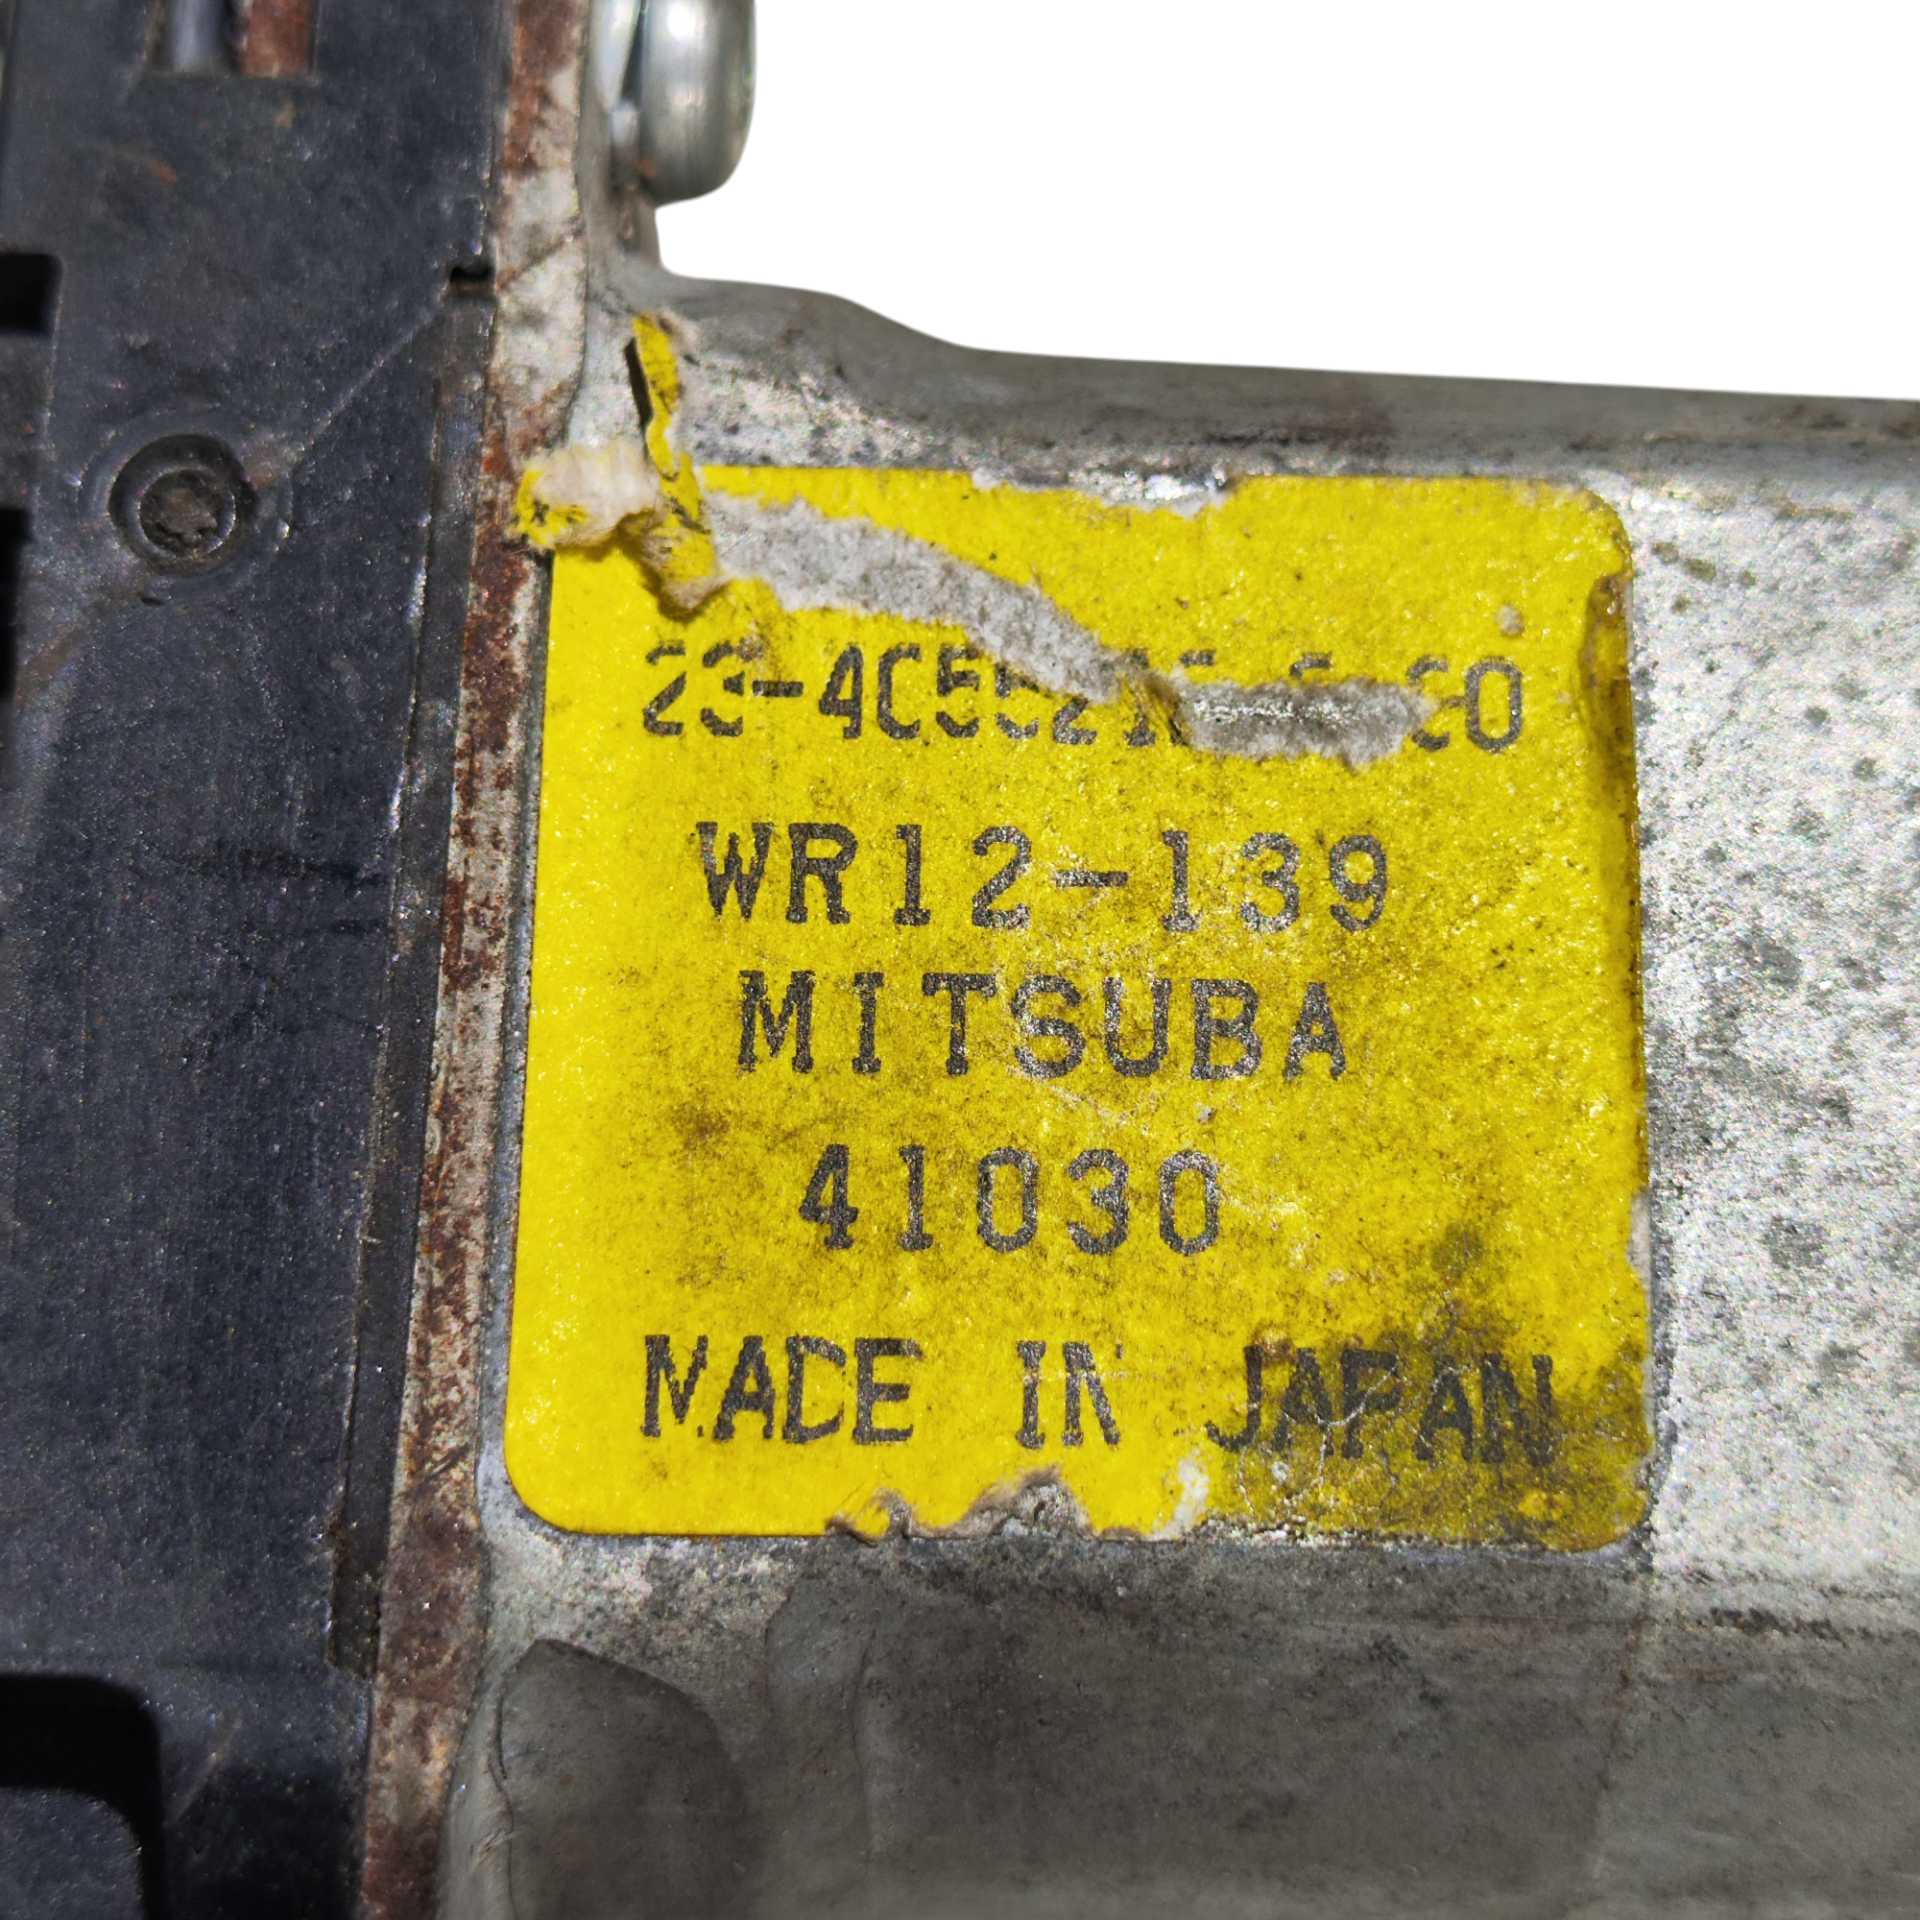 WR12-139
MITSUBA
41030
MADE IN JAPAN